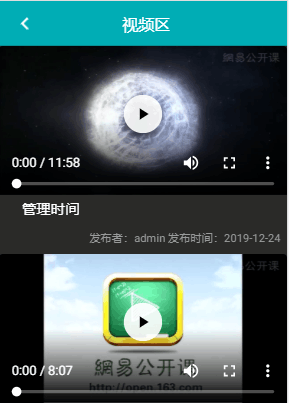 视频区
網易公开课
0:00 / 11:58
管理时间
发布者：admin 发布时间：2019-12-24
公开课
網易公开课
0:00 / 8:07
http://open.163.com